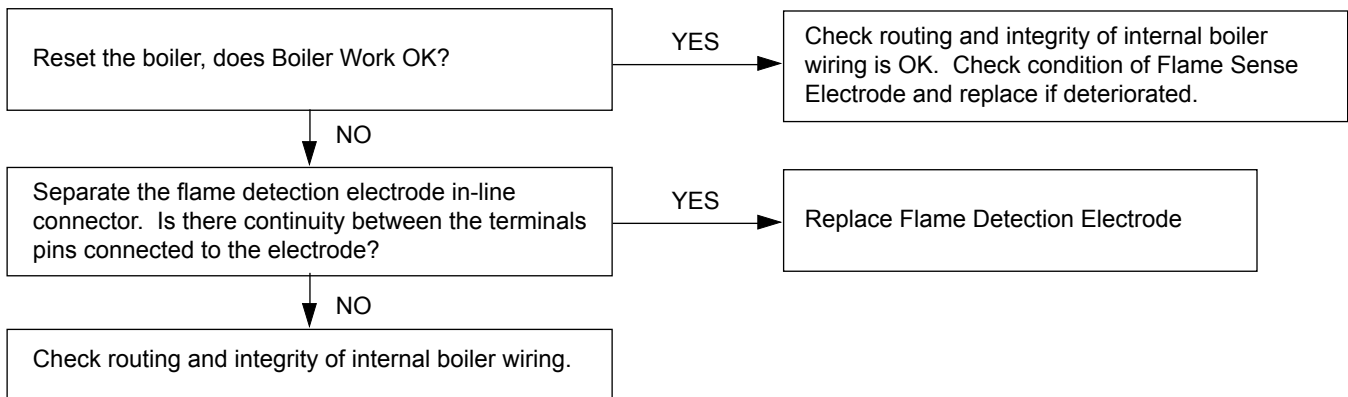 Reset the boiler, does Boiler Work OK?
YES
Check routing and integrity of internal boiler
wiring is OK.  Check condition of Flame Sense
Electrode and replace if deteriorated.
NO
Separate the flame detection electrode in-line
connector.  Is there continuity between the terminals
pins connected to the electrode?
YES
Replace Flame Detection Electrode
NO
Check routing and integrity of internal boiler wiring.